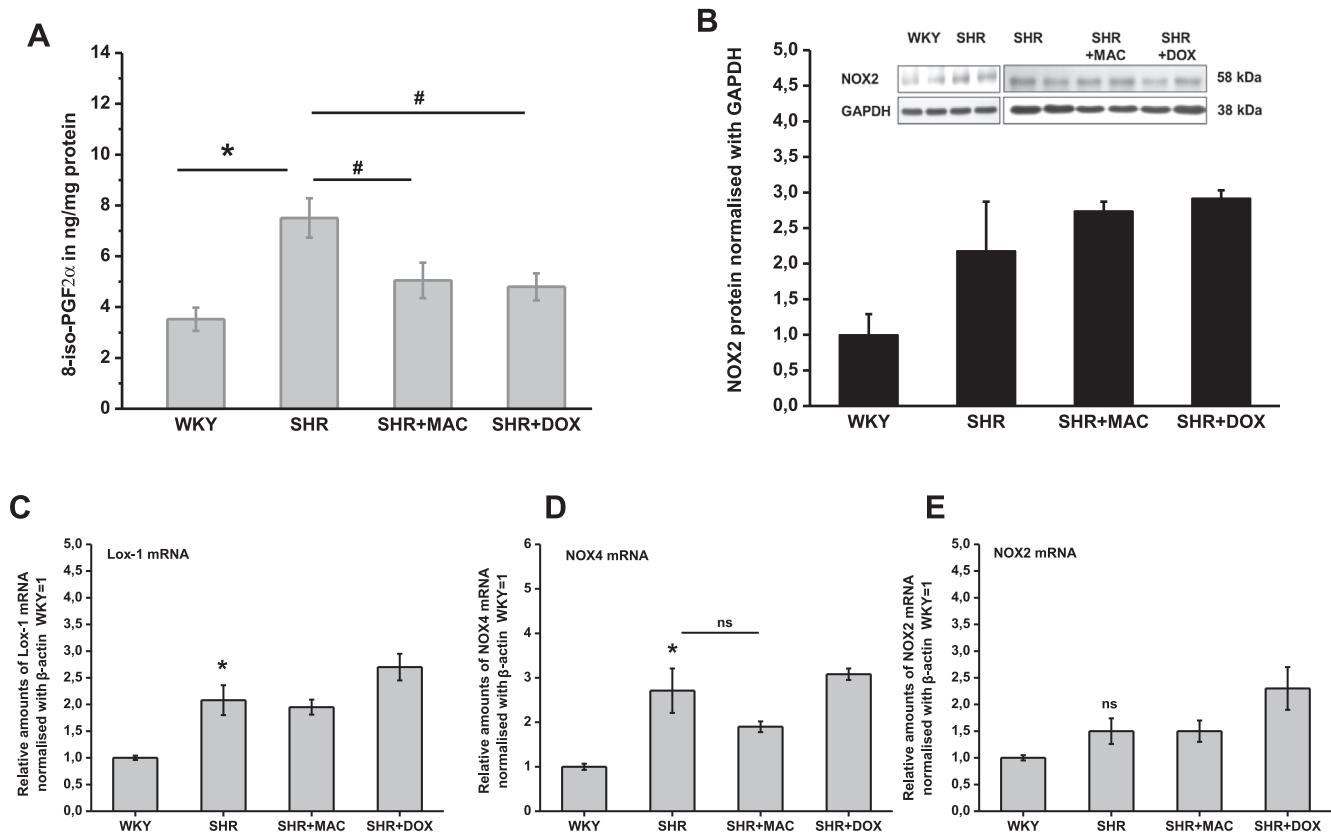 A
14
12
10
8
6
4
2
0
8-iso-PGF2α in ng/mg protein
*
#
#
WKY SHR SHR+MAC SHR+DOX
B
5,0
4,5
4,0
3,5
3,0
2,5
2,0
1,5
1,0
0,5
0,0
NOX2 protein normalised with GAPDH
WKY SHR SHR SHR SHR
+MAC +DOX
NOX2 58 kDa
GAPDH 38 kDa
WKY SHR SHR+MAC SHR+DOX
C
Lox-1 mRNA
5,0
4,5
4,0
3,5
3,0
2,5
2,0
1,5
1,0
0,5
0,0
Relative amounts of Lox-1 mRNA
normalised with β-actin WKY=1
*
WKY SHR SHR+MAC SHR+DOX
D
NOX4 mRNA
6
5
4
3
2
1
0
Relative amounts of NOX4 mRNA
normalised with β-actin WKY=1
ns
*
WKY SHR SHR+MAC SHR+DOX
E
NOX2 mRNA
5,0
4,5
4,0
3,5
3,0
2,5
2,0
1,5
1,0
0,5
0,0
Relative amounts of NOX2 mRNA
normalised with β-actin WKY=1
ns
WKY SHR SHR+MAC SHR+DOX